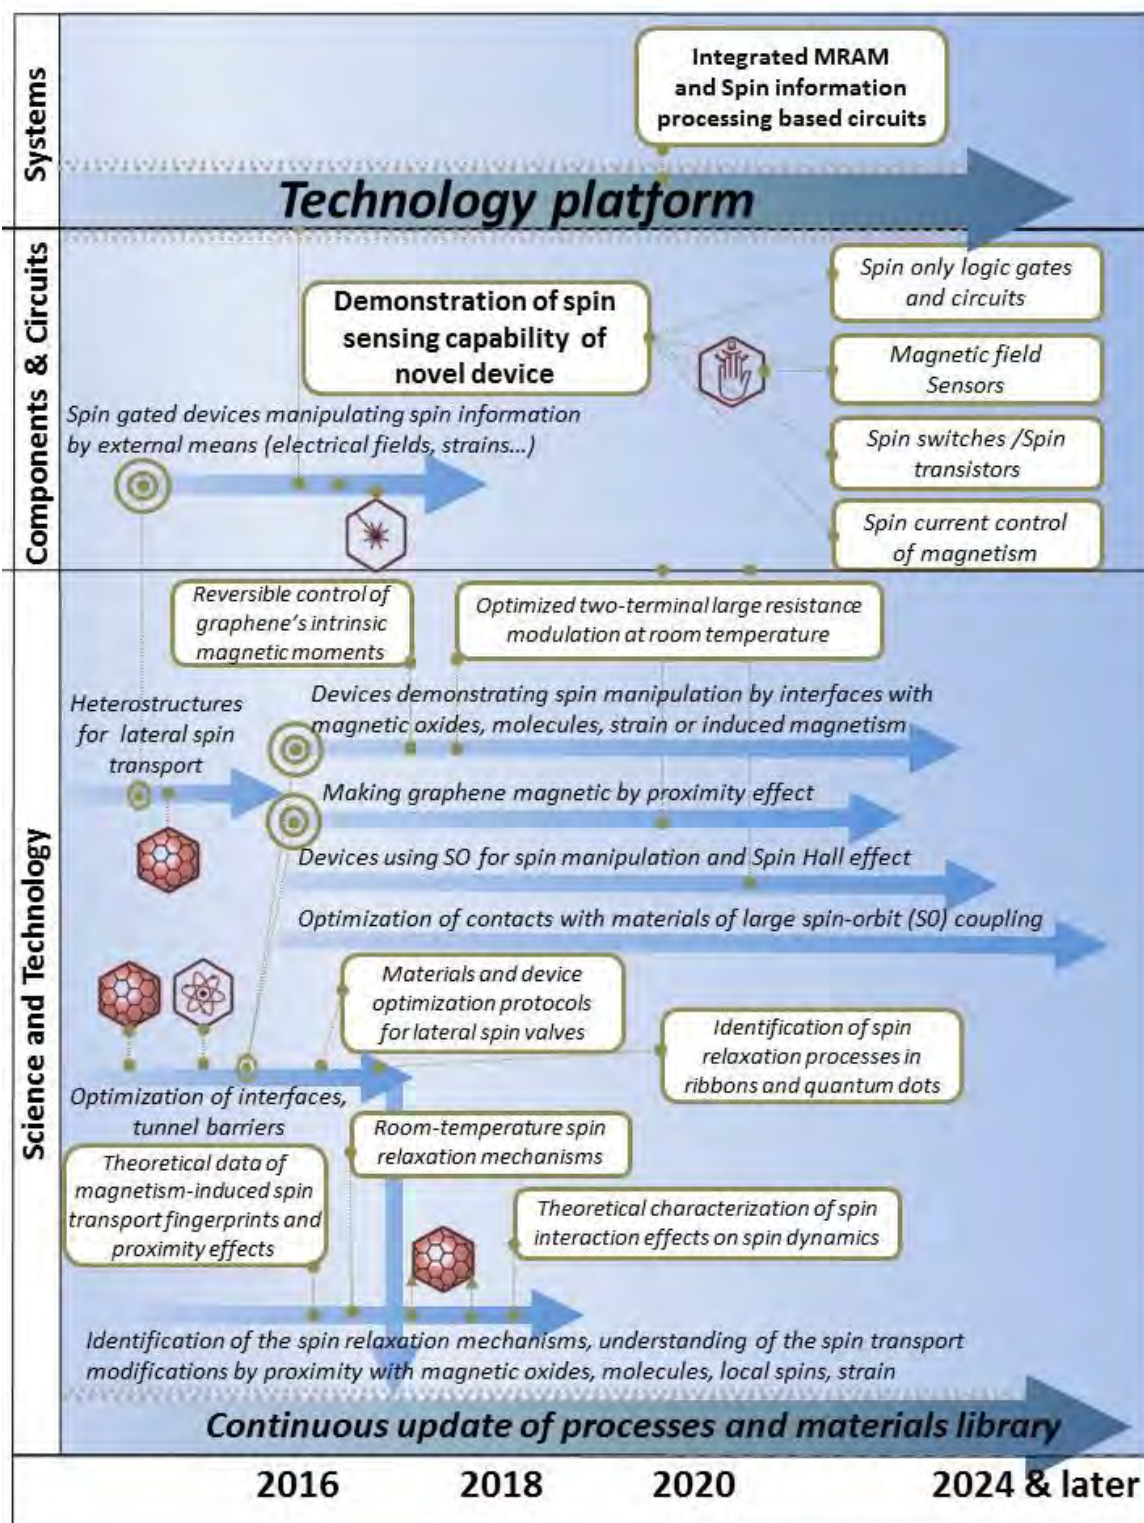 Systems
Integrated MRAM
and Spin information
processing based circuits
Technology platform
Components & Circuits
Spin only logic gates
and circuits
Demonstration of spin
sensing capability of
novel device
Magnetic field
Sensors
Spin gated devices manipulating spin information
by external means (electrical fields, strains...)
Spin switches /Spin
transistors
Spin current control
of magnetism
Science and Technology
Reversible control of
graphene's intrinsic
magnetic moments
Optimized two-terminal large resistance
modulation at room temperature
Heterostructures
for lateral spin
transport
Devices demonstrating spin manipulation by interfaces with
magnetic oxides, molecules, strain or induced magnetism
Making graphene magnetic by proximity effect
Devices using SO for spin manipulation and Spin Hall effect
Optimization of contacts with materials of large spin-orbit (SO) coupling
Materials and device
optimization protocols
for lateral spin valves
Identification of spin
relaxation processes in
ribbons and quantum dots
Optimization of interfaces,
tunnel barriers
Room-temperature spin
relaxation mechanisms
Theoretical data of
magnetism-induced spin
transport fingerprints and
proximity effects
Theoretical characterization of spin
interaction effects on spin dynamics
Identification of the spin relaxation mechanisms, understanding of the spin transport
modifications by proximity with magnetic oxides, molecules, local spins, strain
Continuous update of processes and materials library
2016 2018 2020 2024 & later